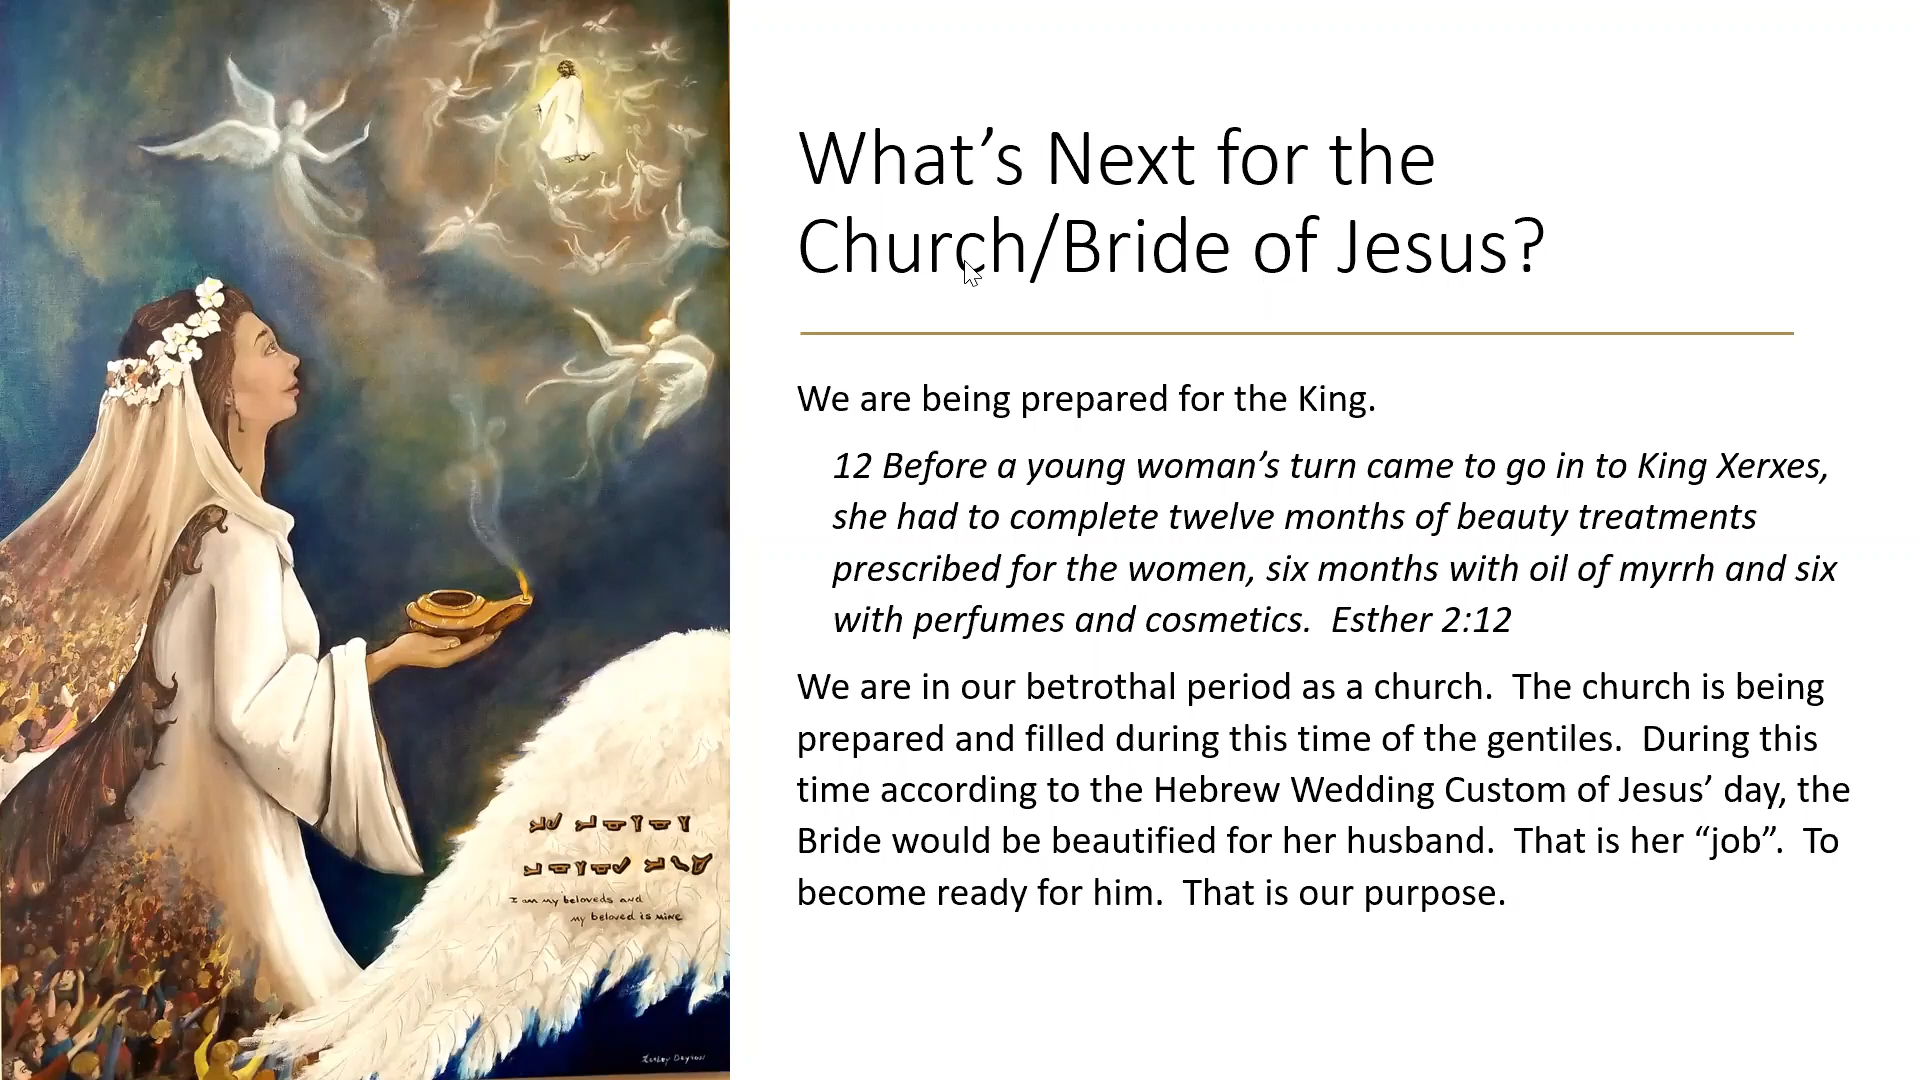 What’s Next for the
Church/Bride of Jesus?
We are being prepared for the King.
12 Before a young woman’s turn came to go in to King Xerxes,
she had to complete twelve months of beauty treatments
prescribed for the women, six months with oil of myrrh and six
with perfumes and cosmetics.  Esther 2:12
We are in our betrothal period as a church.  The church is being
prepared and filled during this time of the gentiles.  During this
time according to the Hebrew Wedding Custom of Jesus’ day, the
Bride would be beautified for her husband.  That is her “job”.  To
become ready for him.  That is our purpose.
I am my beloveds and
my beloved is mine